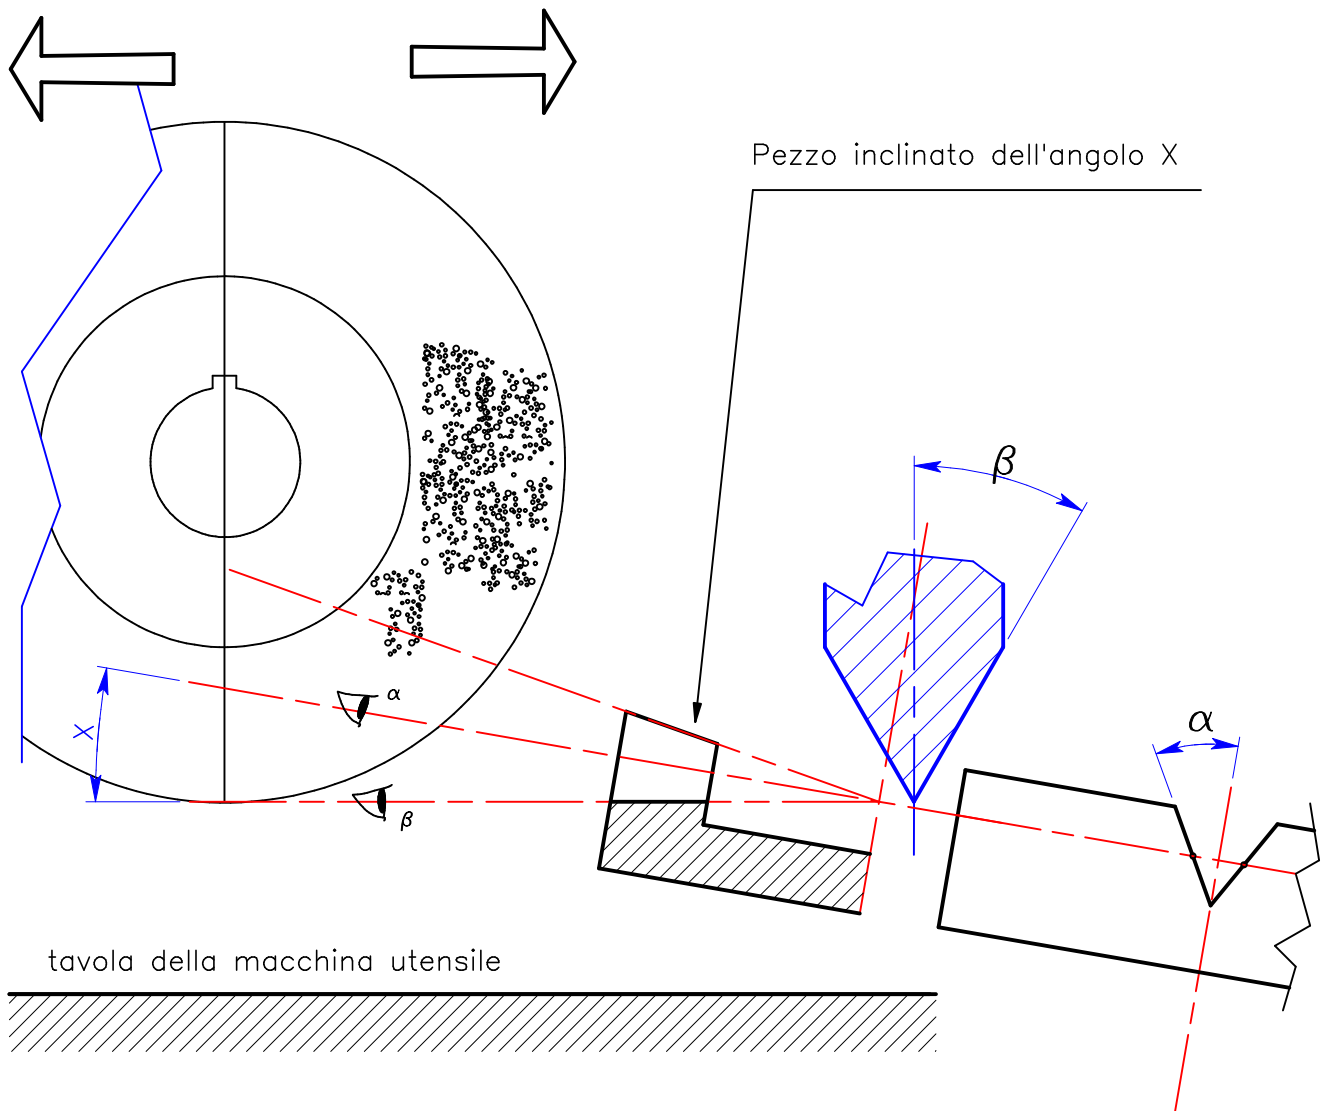 Pezzo inclinato dell'angolo X
β
α
X
α
β
tavola della macchina utensile